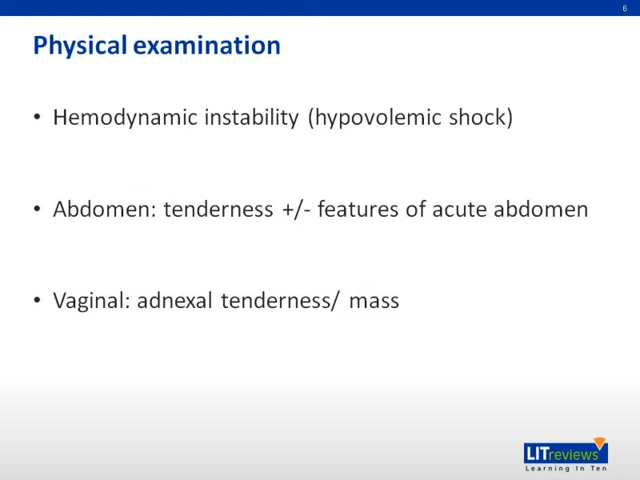 6
Physical examination
• Hemodynamic instability (hypovolemic shock)
• Abdomen: tenderness +/- features of acute abdomen
• Vaginal: adnexal tenderness/ mass
LITreviews
Learning In Ten